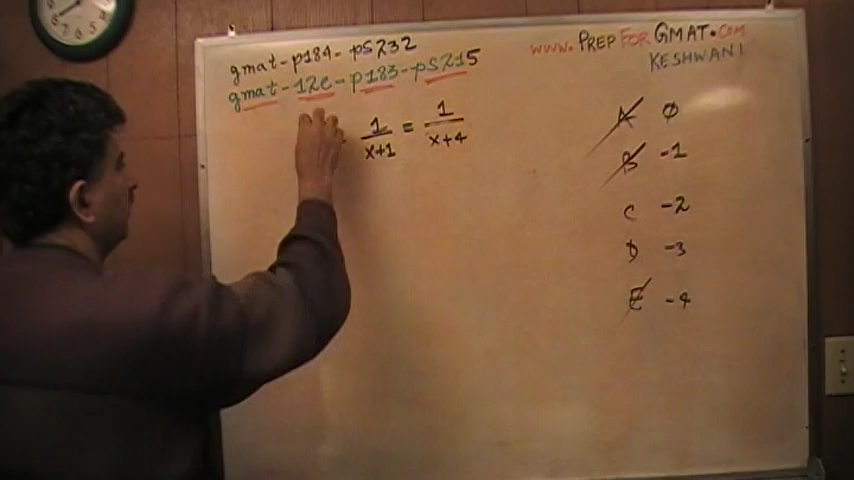 gmat-p184-ps232
gmat-12e-p183-ps215
www.PrepForGmat.com
KESHWANI
1/x+1 = 1/x+4
A 0
B -1
C -2
D -3
E -4